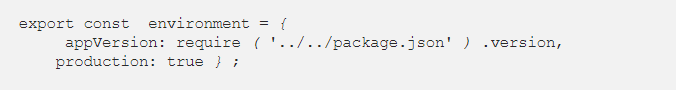 export const  environment = {
     appVersion: require ( '../../package.json' ) .version,
    production: true } ;